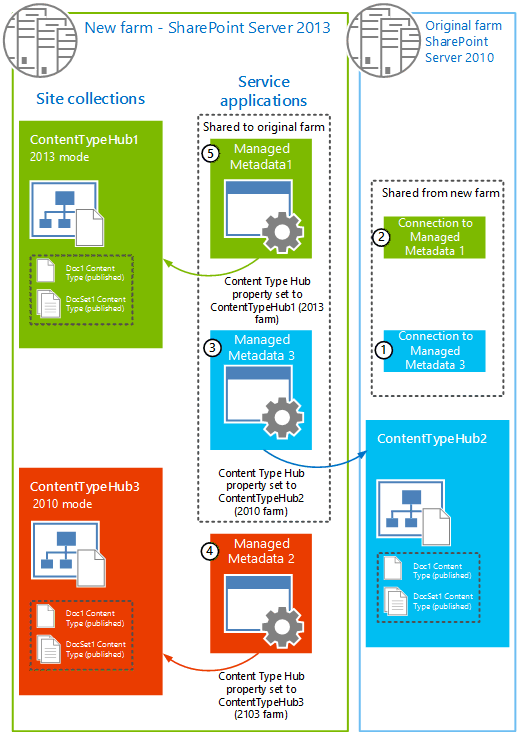 New farm - SharePoint Server 2013
Original farm
SharePoint
Server 2010
Site collections
Service
applications
ContentTypeHub1
2013 mode
Doc1 Content
Type (published)
DocSet1 Content
Type (published)
Shared to original farm
5
Managed
Metadata1
Content Type Hub
property set to
ContentTypeHub1 (2013
farm)
3
Managed
Metadata 3
Content Type Hub
property set to
ContentTypeHub2
(2010 farm)
Shared from new farm
2
Connection to
Managed
Metadata 1
1
Connection to
Managed
Metadata 3
ContentTypeHub2
Doc1 Content
Type (published)
DocSet1 Content
Type (published)
ContentTypeHub3
2010 mode
Doc1 Content
Type (published)
DocSet1 Content
Type (published)
4
Managed
Metadata 2
Content Type Hub
property set to
ContentTypeHub3
(2103 farm)